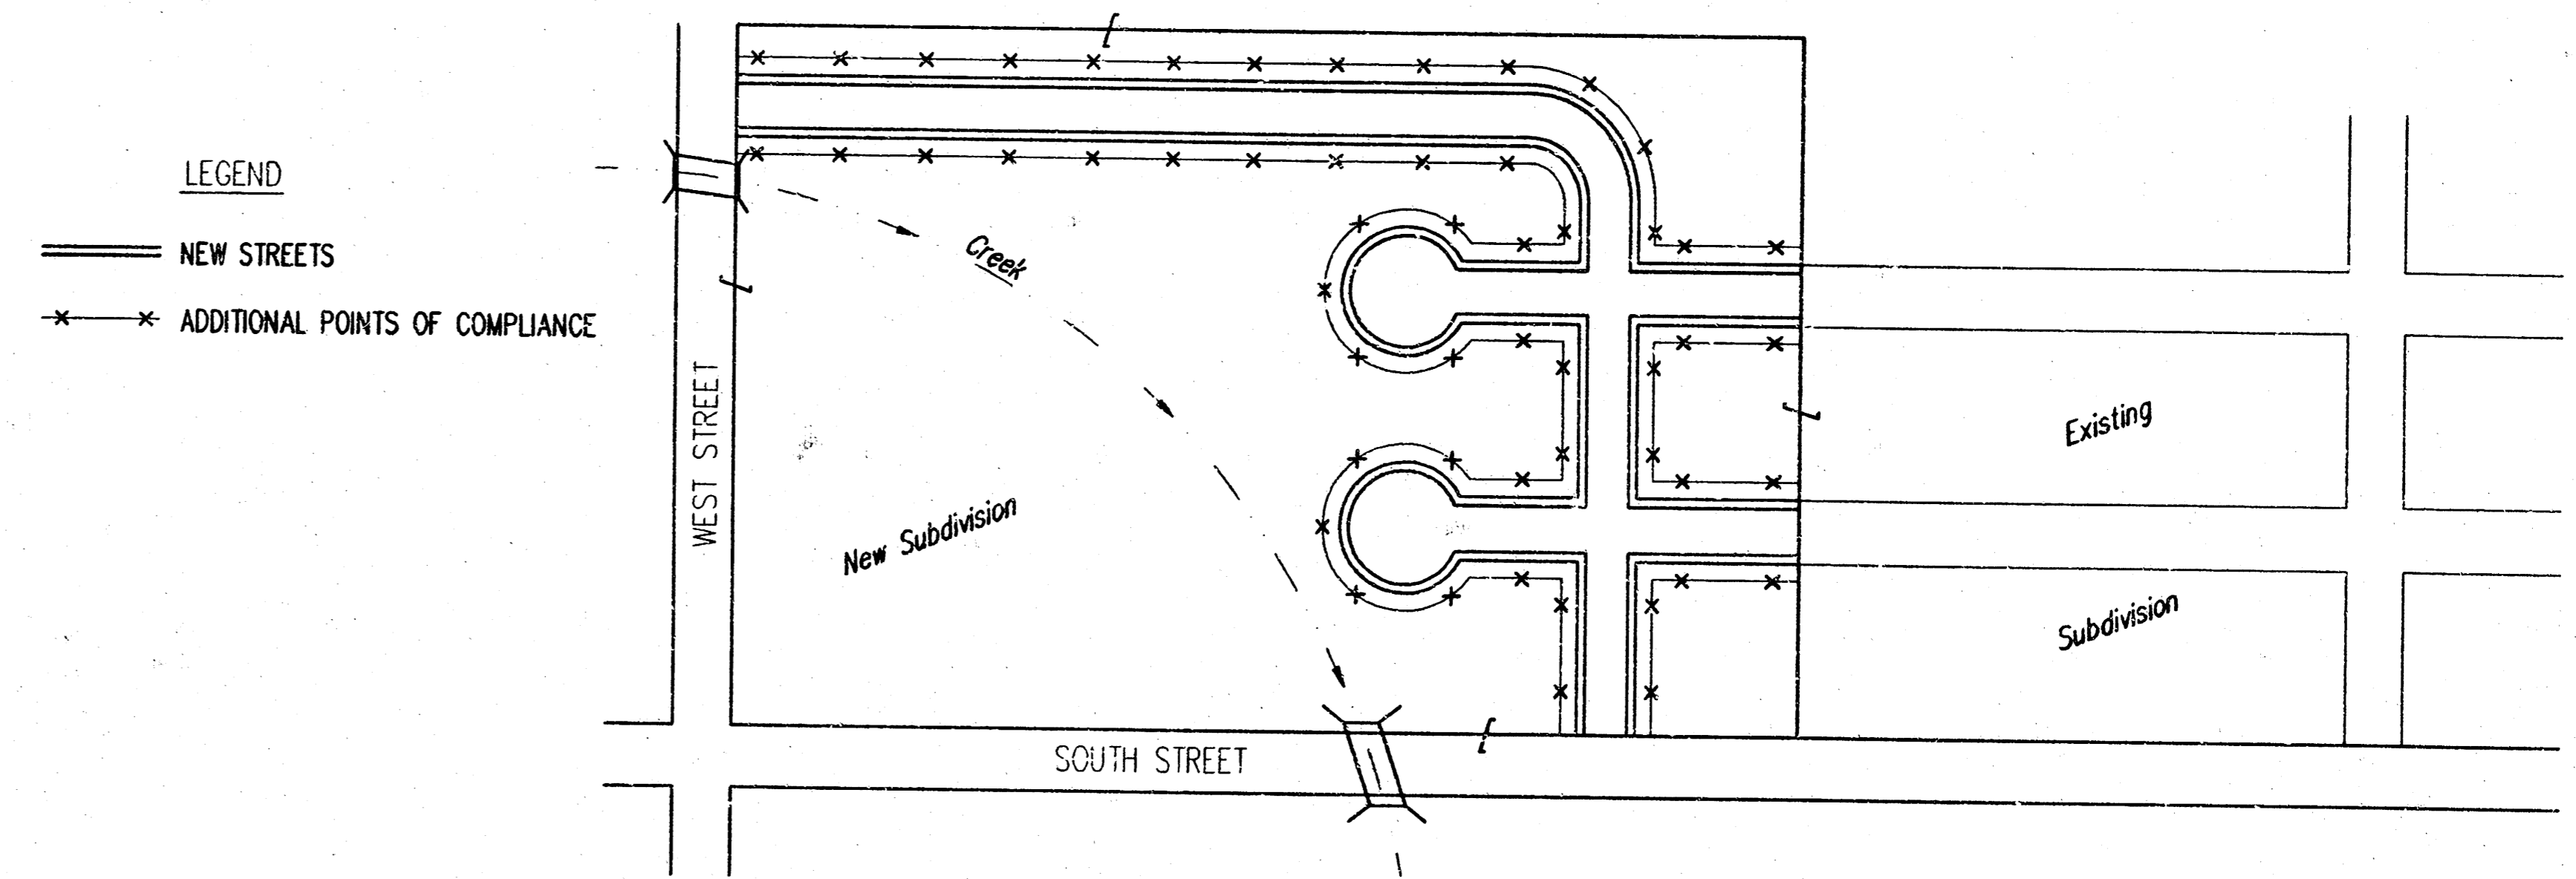 LEGEND
NEW STREETS
ADDITIONAL POINTS OF COMPLIANCE
Creek
WEST STREET
New Subdivision
Existing
Subdivision
SOUTH STREET